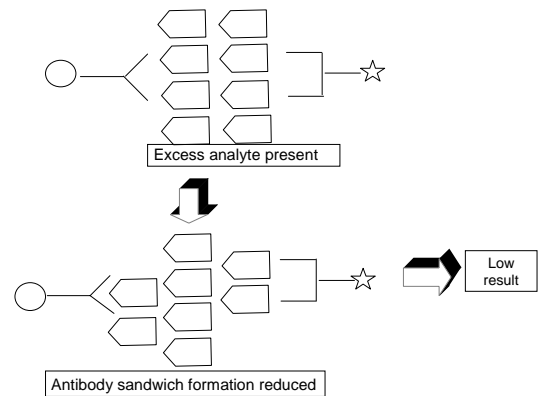 Excess analyte present
Low
result
Antibody sandwich formation reduced